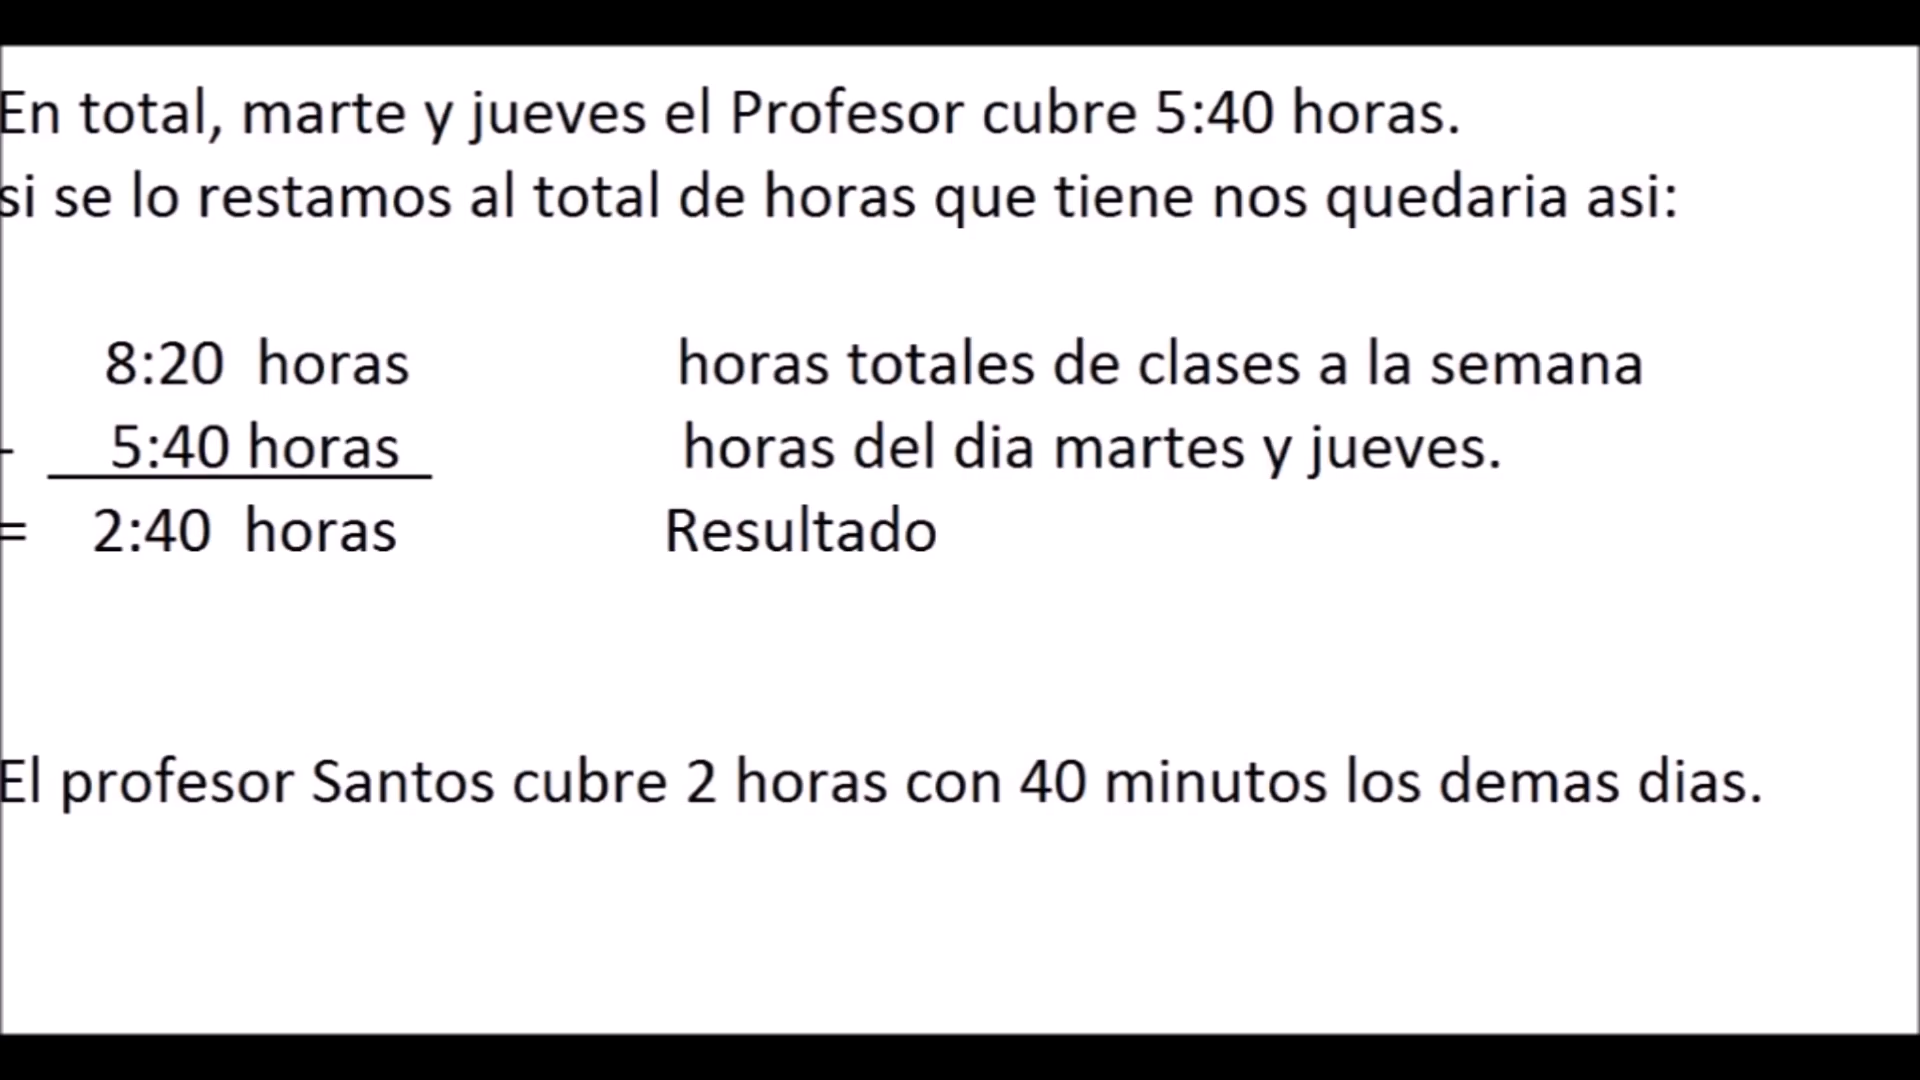 En total, marte y jueves el Profesor cubre 5:40 horas.
si se lo restamos al total de horas que tiene nos quedaria asi:
8:20 horas horas totales de clases a la semana
- 5:40 horas horas del dia martes y jueves.
= 2:40 horas Resultado
El profesor Santos cubre 2 horas con 40 minutos los demas dias.